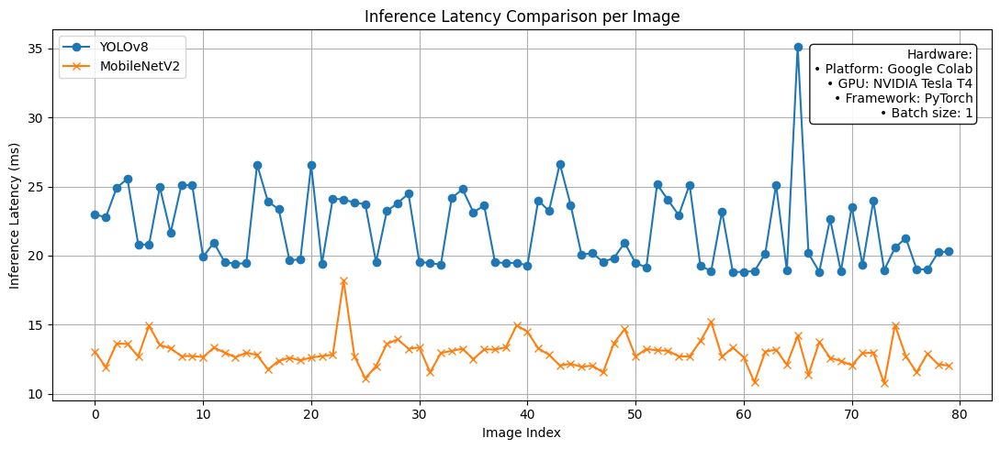 Inference Latency Comparison per Image
YOLOv8
MobileNetV2
Hardware:
• Platform: Google Colab
• GPU: NVIDIA Tesla T4
• Framework: PyTorch
• Batch size: 1
Inference Latency (ms)
35
30
25
20
15
10
0 10 20 30 40 50 60 70 80
Image Index